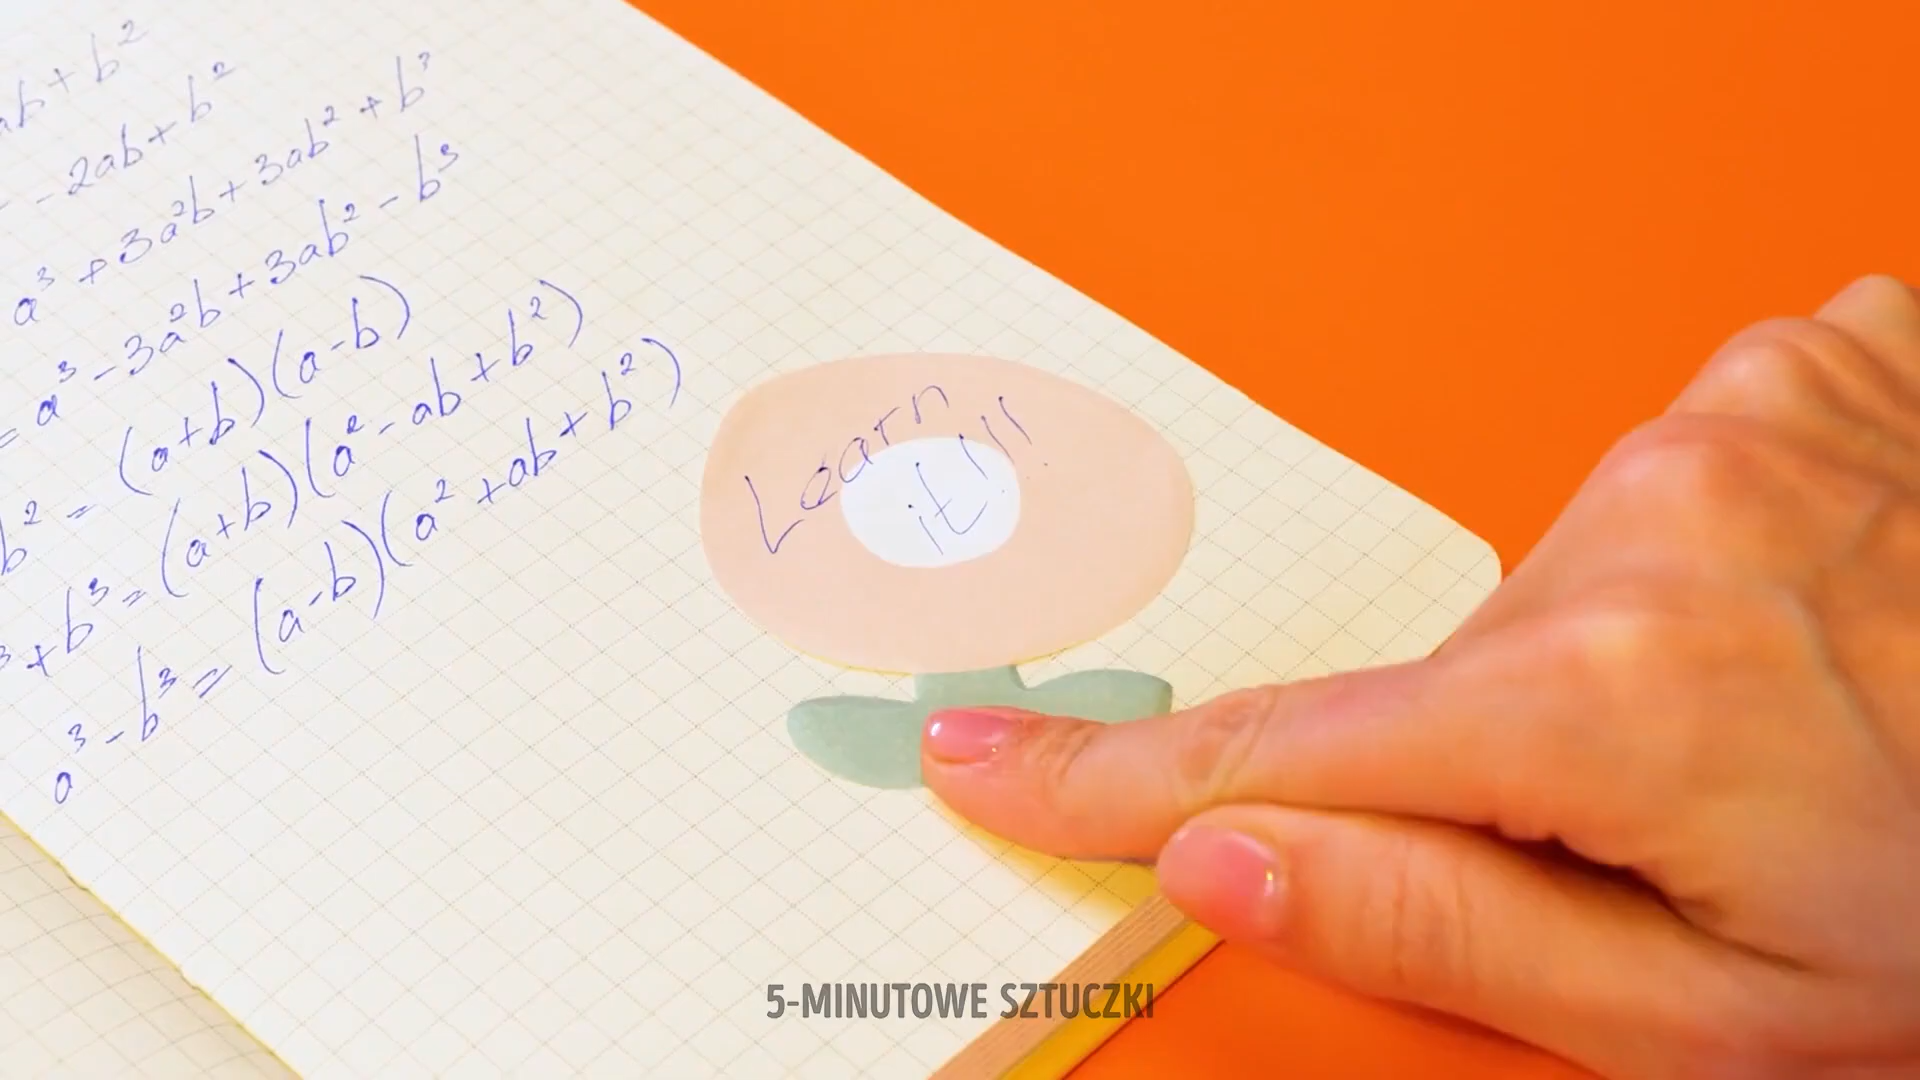 ab + b²
- 2ab + b²
a³ + 3a²b + 3ab² + b³
= a³ - 3a²b + 3ab² - b³
b² = (a+b)(a-b)
³ + b³ = (a+b)(a² - ab + b²)
a³ - b³ = (a-b)(a² + ab + b²)
Learn
it!!!
5-MINUTOWE SZTUCZKI